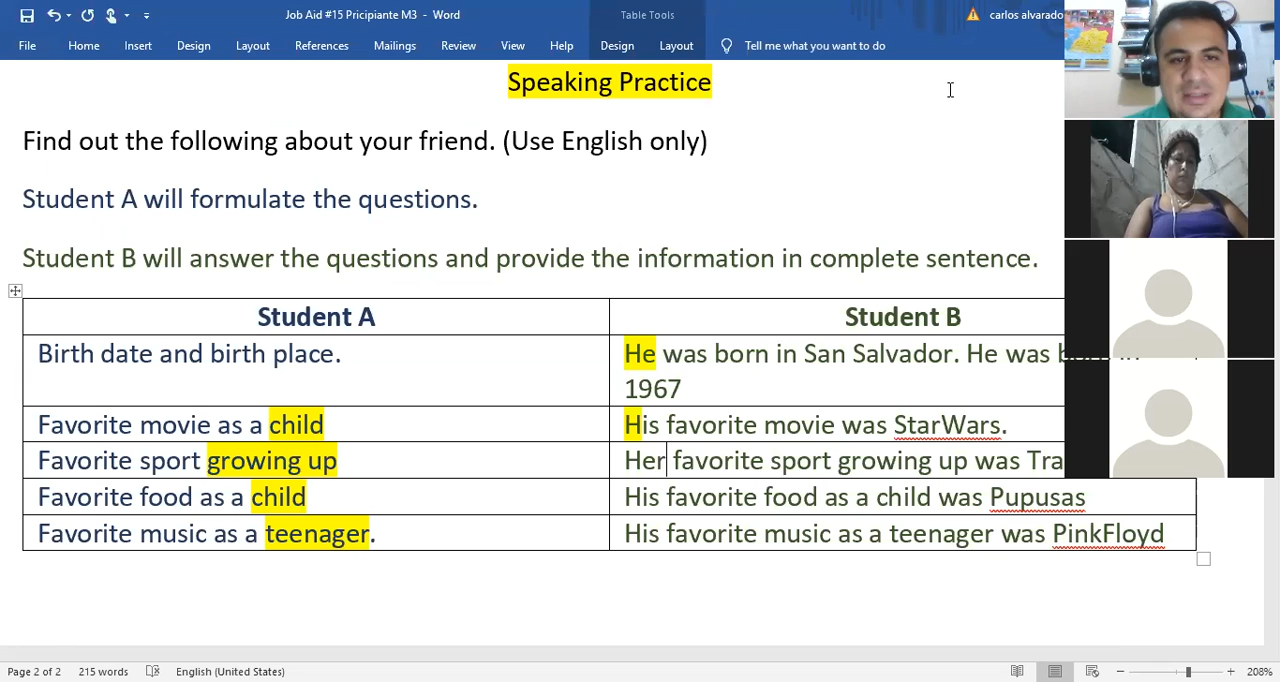 Job Aid #15 Pricipiante M3 - Word
Table Tools
carlos alvarado
File Home Insert Design Layout References Mailings Review View Help Design Layout Tell me what you want to do
Speaking Practice
Find out the following about your friend. (Use English only)
Student A will formulate the questions.
Student B will answer the questions and provide the information in complete sentence.
Student A Student B
Birth date and birth place. He was born in San Salvador. He was born in
1967
Favorite movie as a child His favorite movie was StarWars.
Favorite sport growing up Her favorite sport growing up was Tra
Favorite food as a child His favorite food as a child was Pupusas
Favorite music as a teenager. His favorite music as a teenager was PinkFloyd
Page 2 of 2 215 words English (United States) 208%